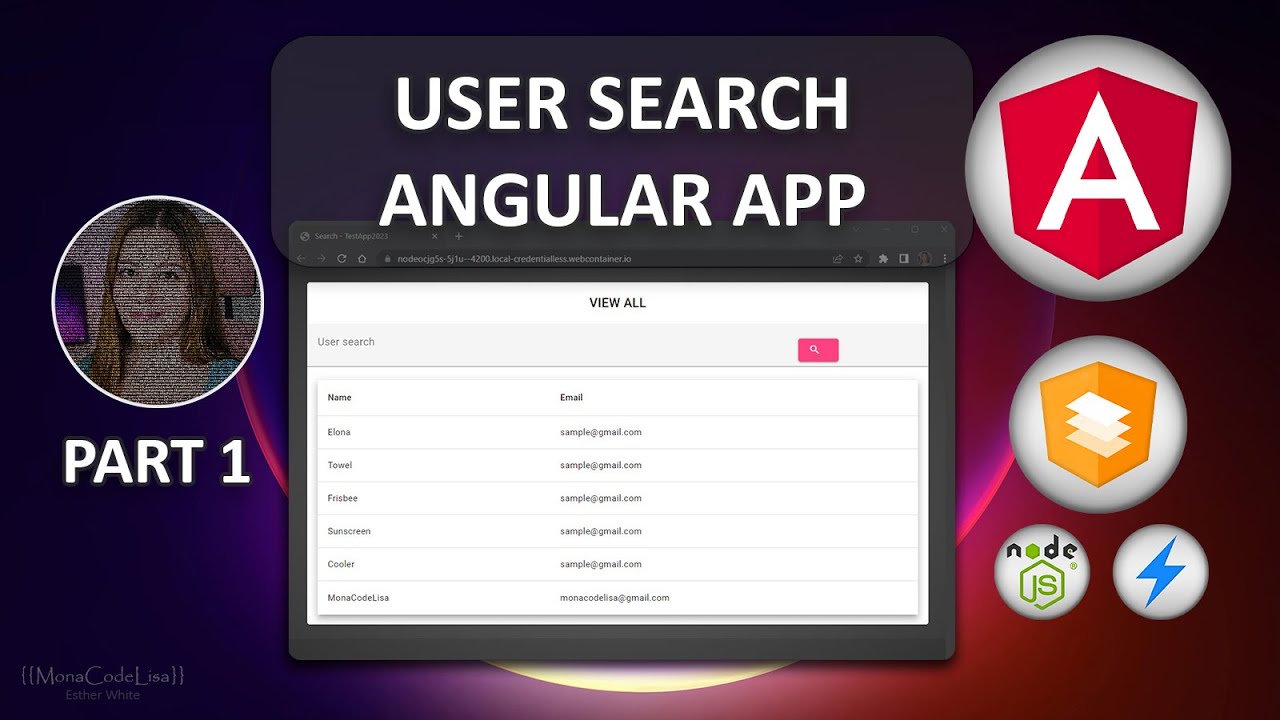 USER SEARCH
ANGULAR APP
A
Search - TestApp2023
nodeocjg5s-5j1u--4200.local-credentialless.webcontainer.io
VIEW ALL
User search
Name Email
Elona sample@gmail.com
Towel sample@gmail.com
Frisbee sample@gmail.com
Sunscreen sample@gmail.com
Cooler sample@gmail.com
MonaCodeLisa monacodelisa@gmail.com
PART 1
node
JS ®
{{MonaCodeLisa}}
Esther White